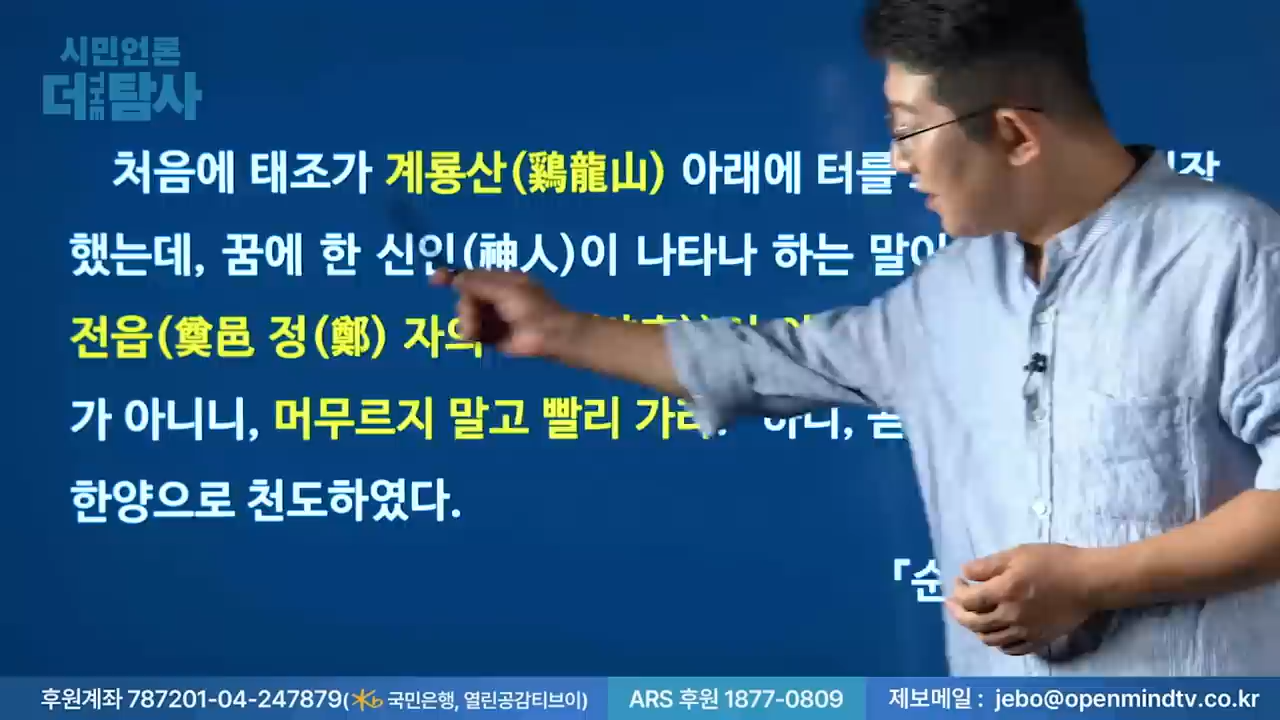 시민언론
더탐사
처음에 태조가 계룡산(鷄龍山) 아래에 터를
했는데, 꿈에 한 신인(神人)이 나타나 하는
전읍(奠邑 정(鄭) 자의
가 아니니, 머무르지 말고 빨리 하니,
한양으로 천도하였다.
후원계좌 787201-04-247879(국민은행, 열린공감티브이) ARS 후원 1877-0809 제보메일 : jebo@openmindtv.co.kr